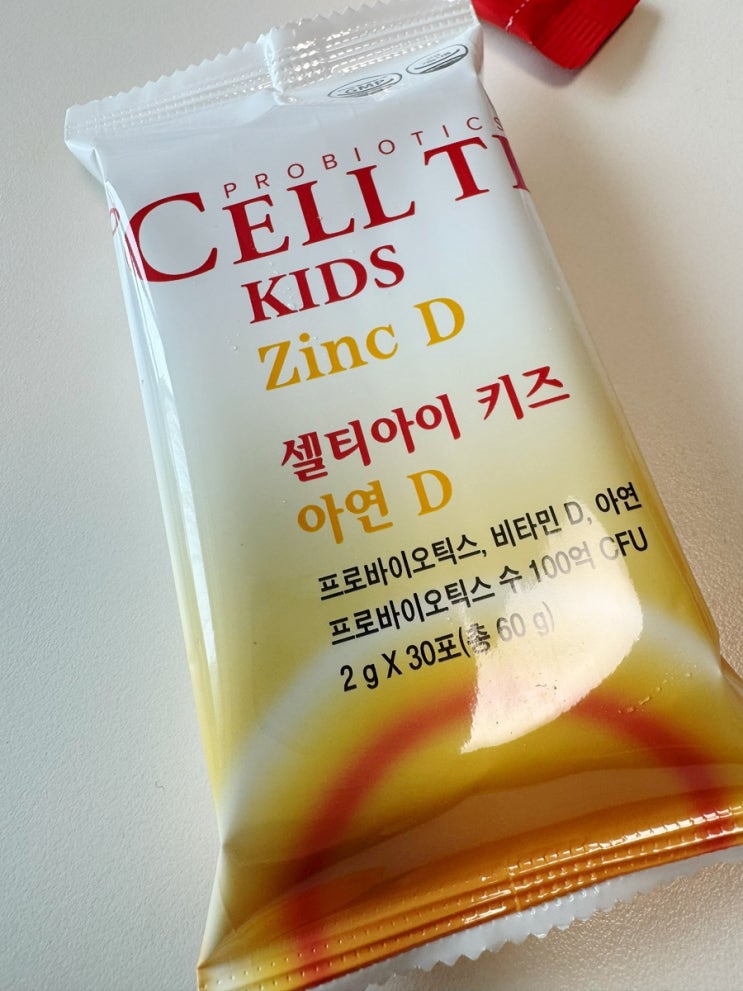 GMP
PROBIOTICS
CELL TI
KIDS
Zinc D
셀티아이 키즈
아연 D
프로바이오틱스, 비타민 D, 아연
프로바이오틱스 수 100억 CFU
2 g X 30포(총 60 g)